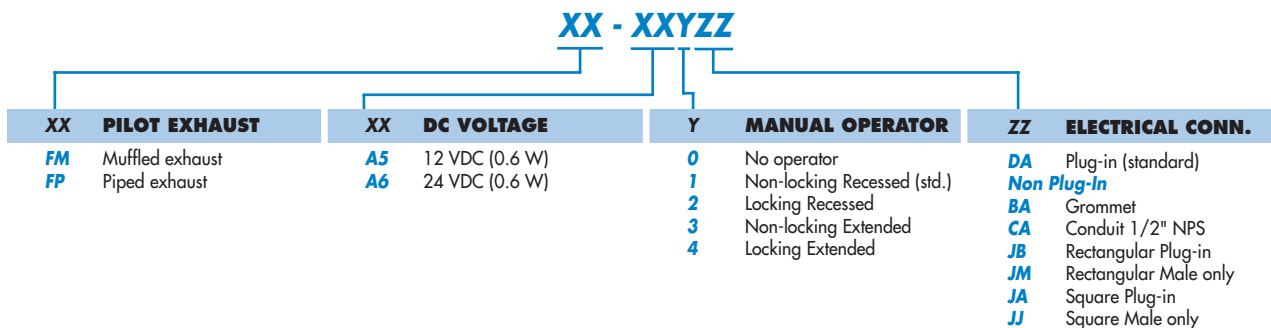 XX - XXYZZ
XX PILOT EXHAUST
FM Muffled exhaust
FP Piped exhaust
XX DC VOLTAGE
A5 12 VDC (0.6 W)
A6 24 VDC (0.6 W)
Y MANUAL OPERATOR
0 No operator
1 Non-locking Recessed (std.)
2 Locking Recessed
3 Non-locking Extended
4 Locking Extended
ZZ ELECTRICAL CONN.
DA Plug-in (standard)
Non Plug-In
BA Grommet
CA Conduit 1/2" NPS
JB Rectangular Plug-in
JM Rectangular Male only
JA Square Plug-in
JJ Square Male only